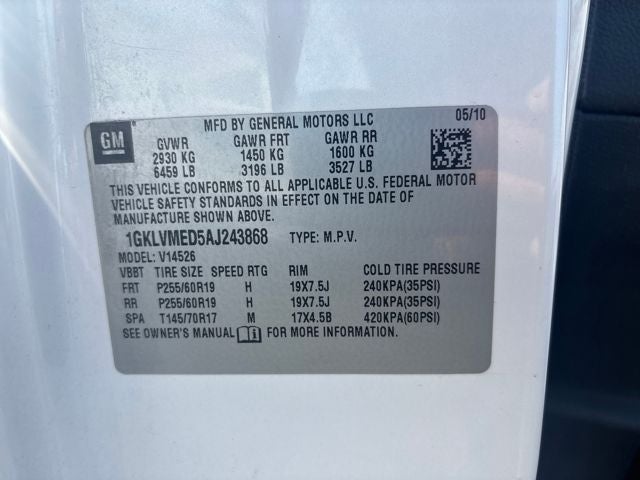 MFD BY GENERAL MOTORS LLC 05/10
GM
GVWR GAWR FRT GAWR RR
2930 KG 1450 KG 1600 KG
6459 LB 3196 LB 3527 LB
THIS VEHICLE CONFORMS TO ALL APPLICABLE U.S. FEDERAL MOTOR
VEHICLE SAFETY STANDARDS IN EFFECT ON THE DATE OF
MANUFACTURE SHOWN ABOVE.
1GKLVMED5AJ243868 TYPE: M.P.V.
MODEL: V14526
VBBT TIRE SIZE SPEED RTG RIM COLD TIRE PRESSURE
FRT P255/60R19 H 19X7.5J 240KPA(35PSI)
RR P255/60R19 H 19X7.5J 240KPA(35PSI)
SPA T145/70R17 M 17X4.5B 420KPA(60PSI)
SEE OWNER'S MANUAL FOR MORE INFORMATION.